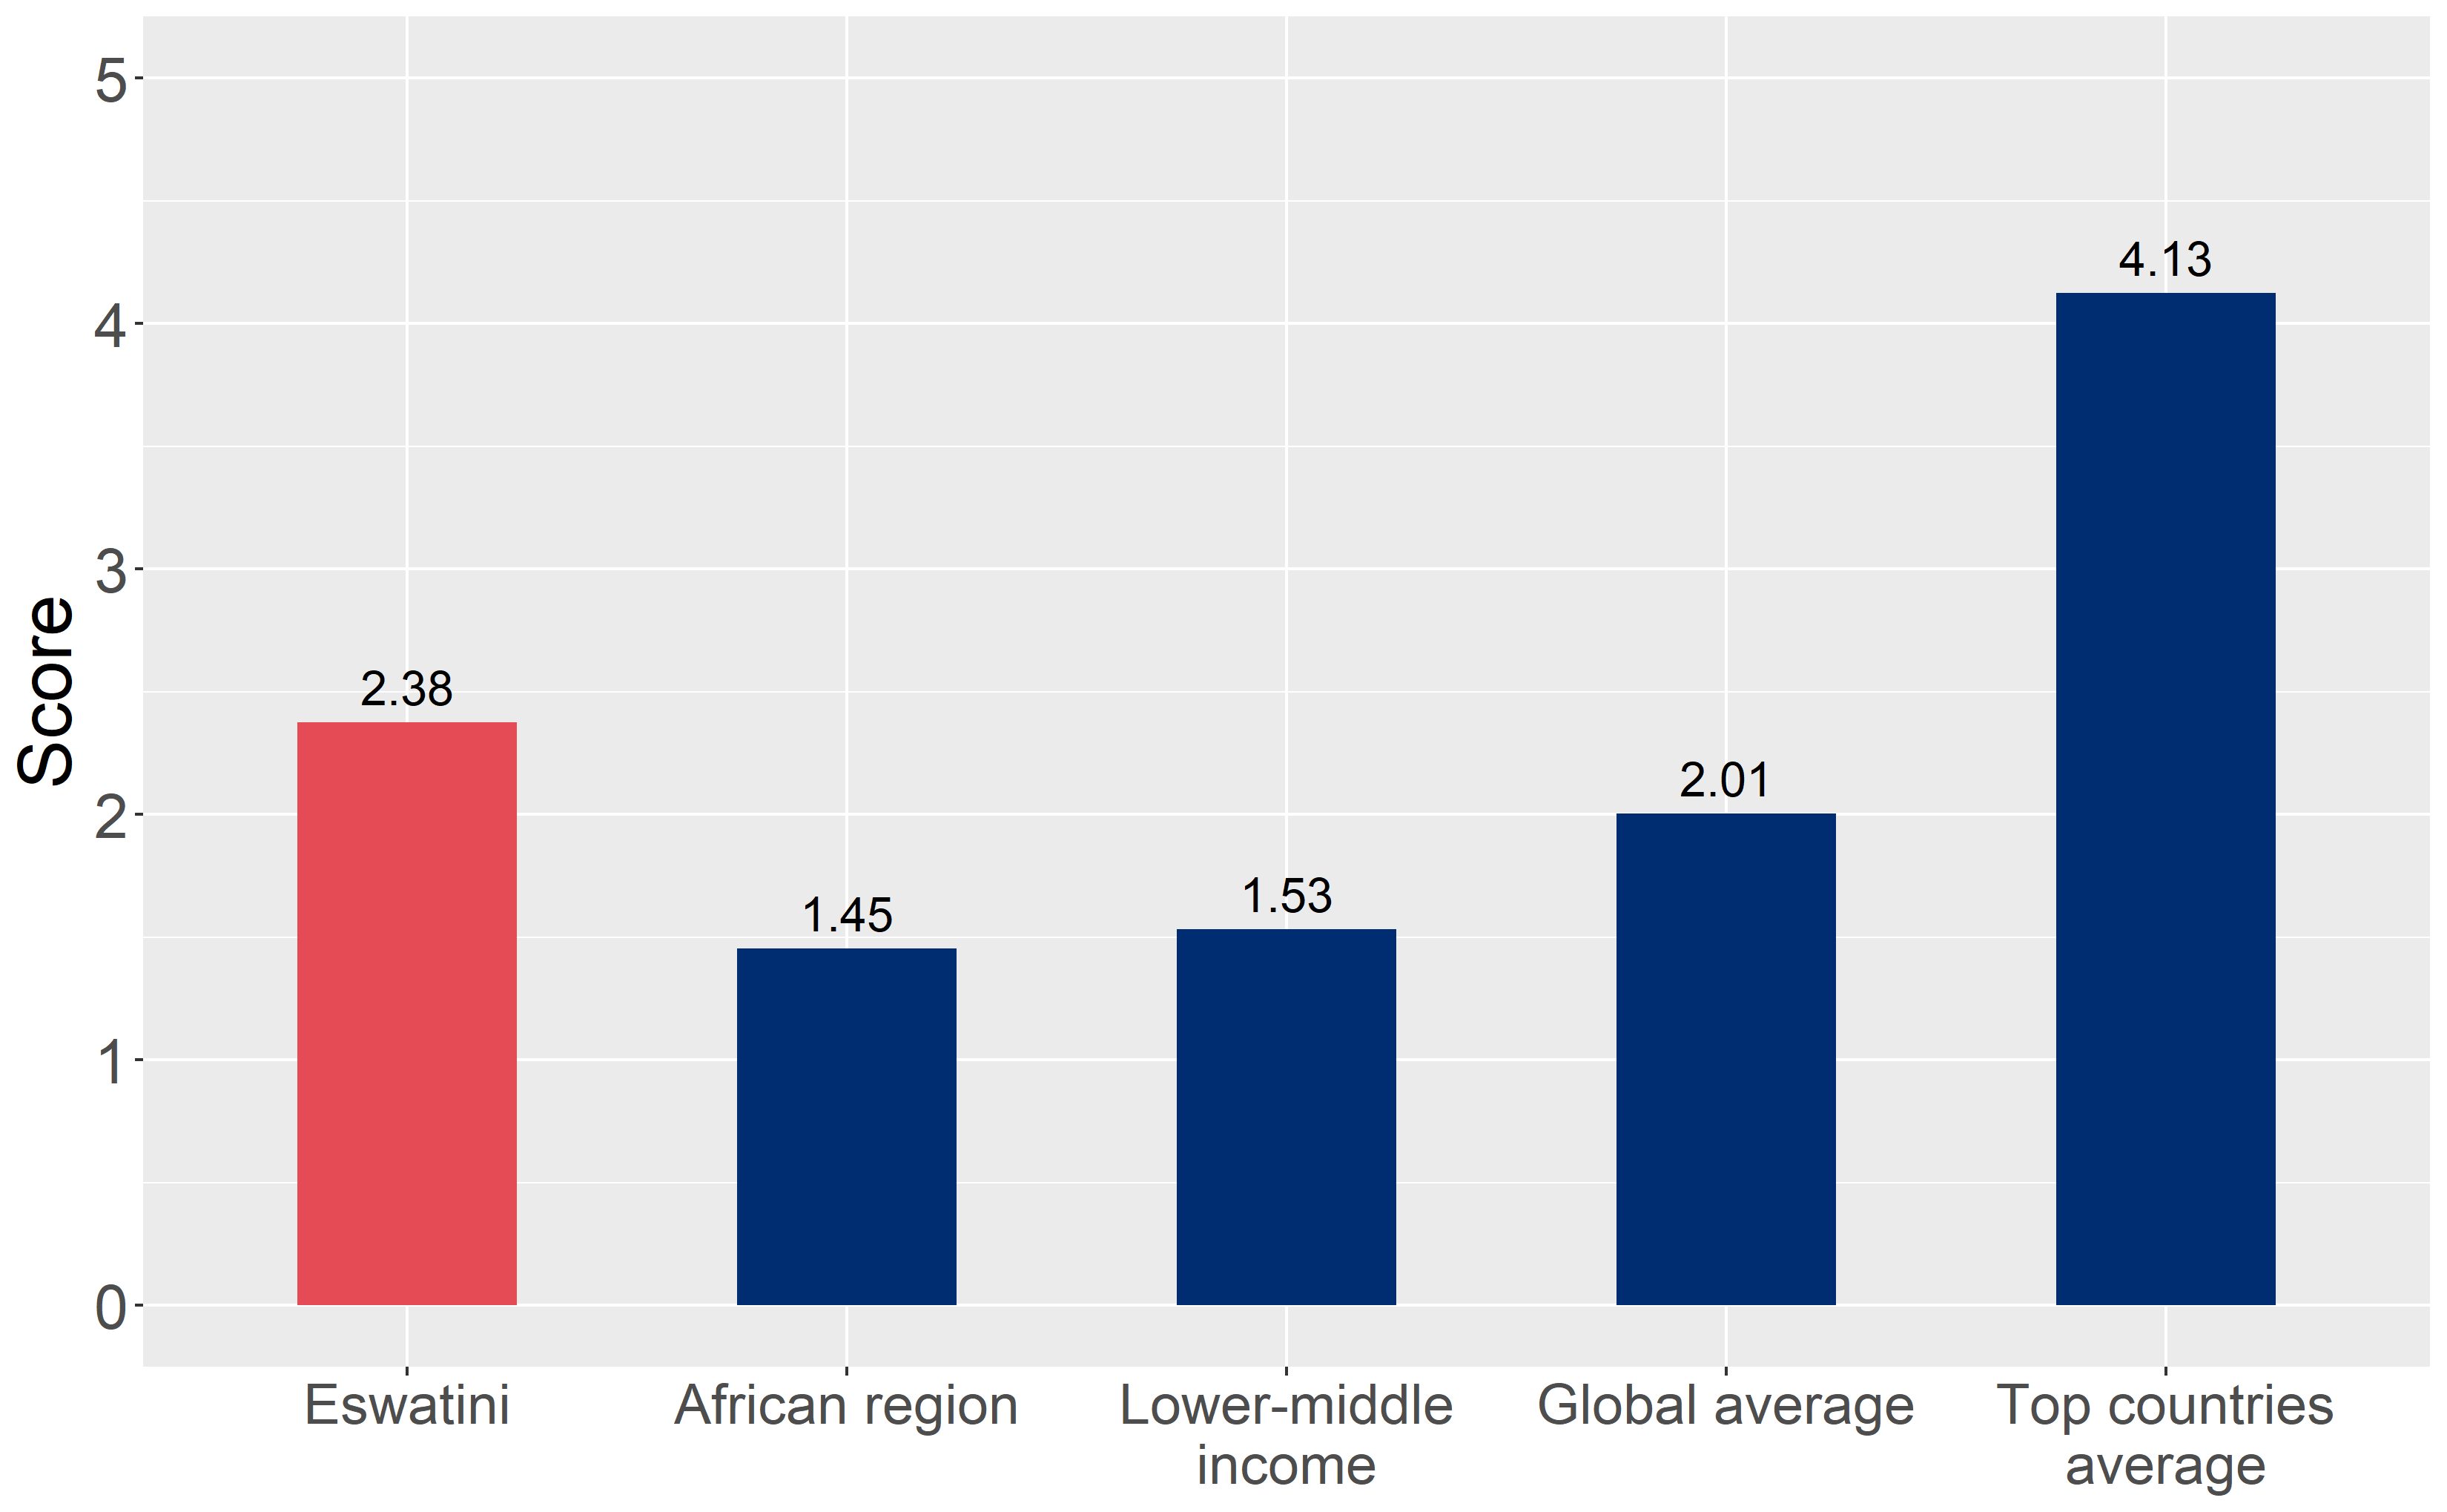 Score
5
4
3
2
1
0
2.38
1.45
1.53
2.01
4.13
Eswatini
African region
Lower-middle
income
Global average
Top countries
average